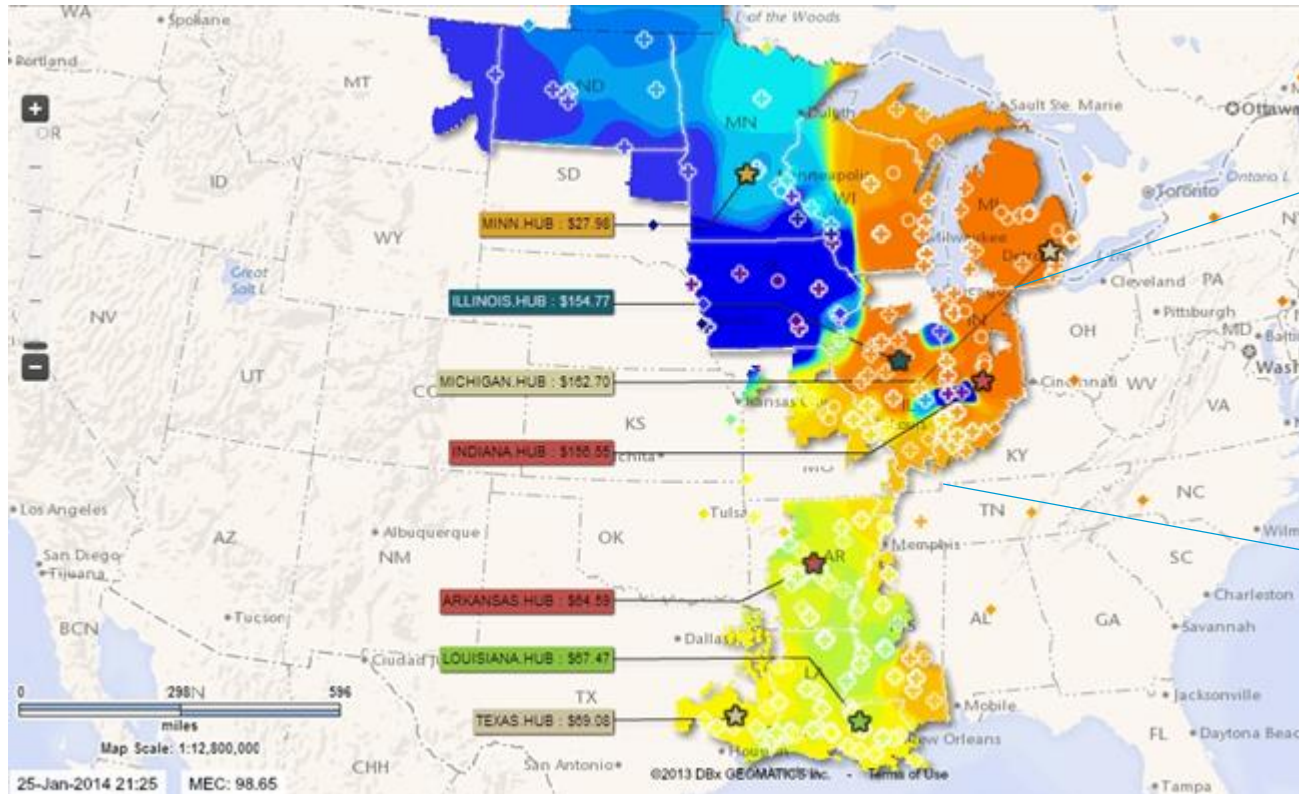 WA
Spokane
L of the Woods
Portland
MT
ND
Duluth
Sault Ste. Marie
Ottawa
OR
MN
ID
SD
Minneapolis
WI
MI
Toronto
Ontario L
WY
MINN.HUB : $27.98
Milwaukee
Detroit
Great
Salt L
Cleveland
PA
ILLINOIS.HUB : $154.77
NV
IN
OH
Pittsburgh
MD
UT
MICHIGAN.HUB : $162.70
Cincinnati
WV
Wash
KS
VA
INDIANA.HUB : $156.55
KY
MO
Los Angeles
Albuquerque
Tulsa
TN
NC
AZ
NM
OK
Memphis
Wilm
San Diego
Tijuana
AR
SC
ARKANSAS.HUB : $64.59
Charleston
Tucson
BCN
AL
GA
Dallas
Savannah
Ciudad
LOUISIANA.HUB : $67.47
LA
0 298 596
miles
Map Scale: 1:12,800,000
TX
TEXAS.HUB : $69.08
Mobile
Jacksonville
New Orleans
FL
Daytona Beac
CHH
San Antonio
©2013 DBx GEOMATICS inc. - Terms of Use
25-Jan-2014 21:25 MEC: 98.65
Tampa